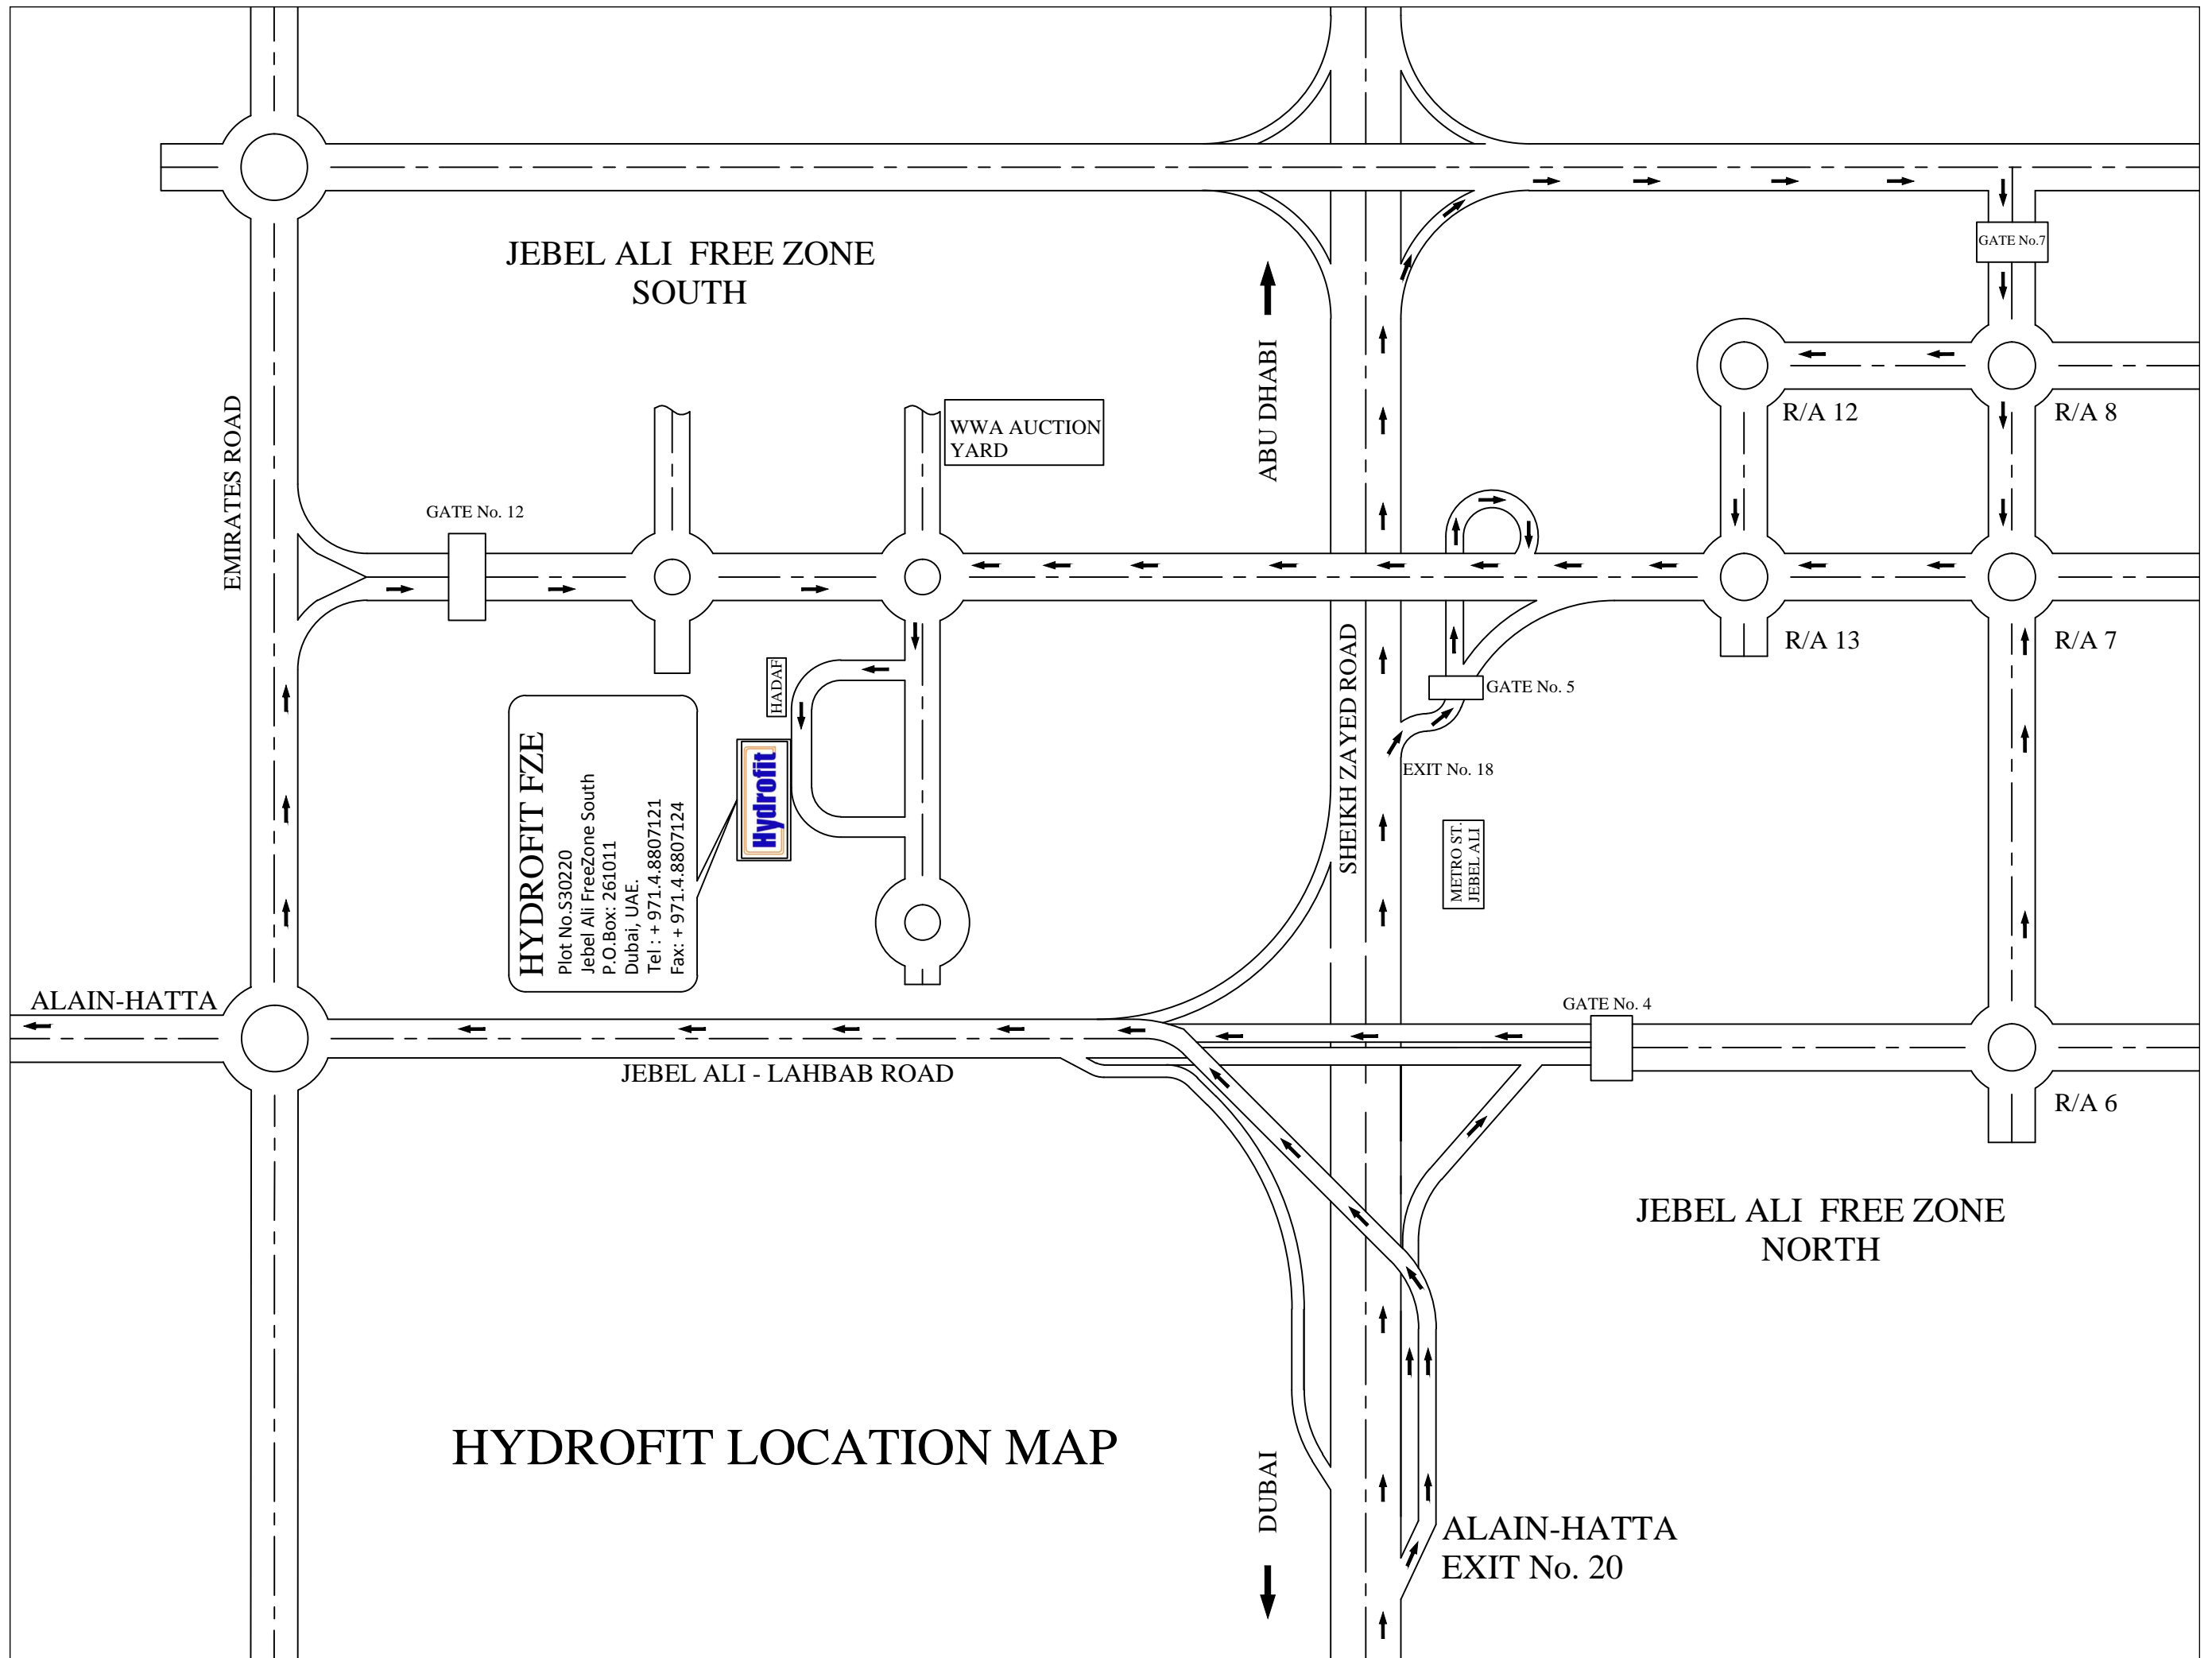 JEBEL ALI FREE ZONE
SOUTH
GATE No.7
ABU DHABI
EMIRATES ROAD
WWA AUCTION
YARD
R/A 12
R/A 8
GATE No. 12
R/A 13
R/A 7
HADAF
GATE No. 5
SHEIKH ZAYED ROAD
EXIT No. 18
HYDROFIT FZE
Plot No.S30220
Jebel Ali FreeZone South
P.O.Box: 261011
Dubai, UAE.
Tel : + 971.4.8807121
Fax: + 971.4.8807124
Hydrofit
METRO ST.
JEBEL ALI
ALAIN-HATTA
GATE No. 4
JEBEL ALI - LAHBAB ROAD
R/A 6
JEBEL ALI FREE ZONE
NORTH
HYDROFIT LOCATION MAP
DUBAI
ALAIN-HATTA
EXIT No. 20